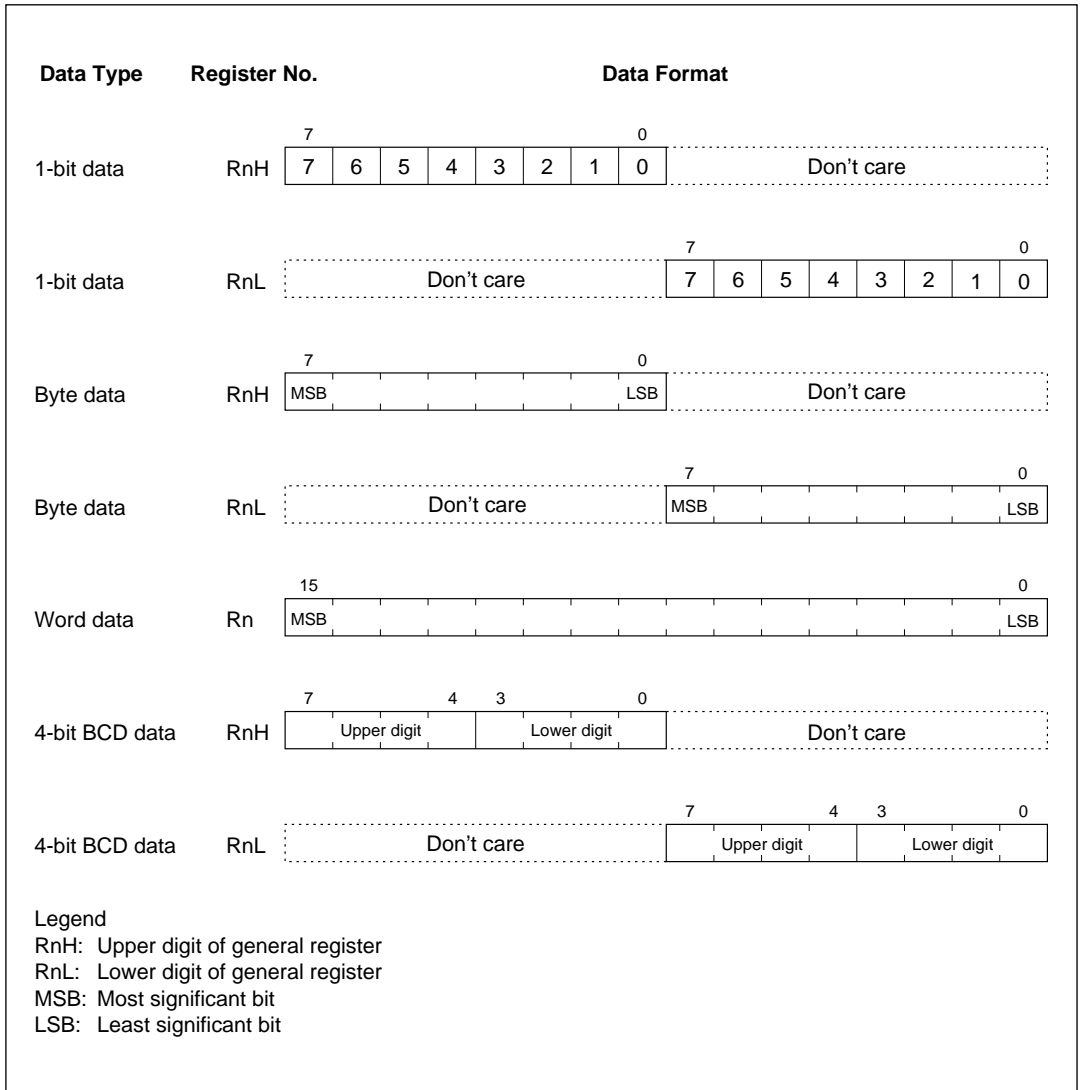 Data Type Register No. Data Format
7 0
1-bit data RnH 7 6 5 4 3 2 1 0 Don't care
7 0
1-bit data RnL Don't care 7 6 5 4 3 2 1 0
7 0
Byte data RnH MSB LSB Don't care
7 0
Byte data RnL Don't care MSB LSB
15 0
Word data Rn MSB LSB
7 4 3 0
4-bit BCD data RnH Upper digit Lower digit Don't care
7 4 3 0
4-bit BCD data RnL Don't care Upper digit Lower digit
Legend
RnH: Upper digit of general register
RnL: Lower digit of general register
MSB: Most significant bit
LSB: Least significant bit